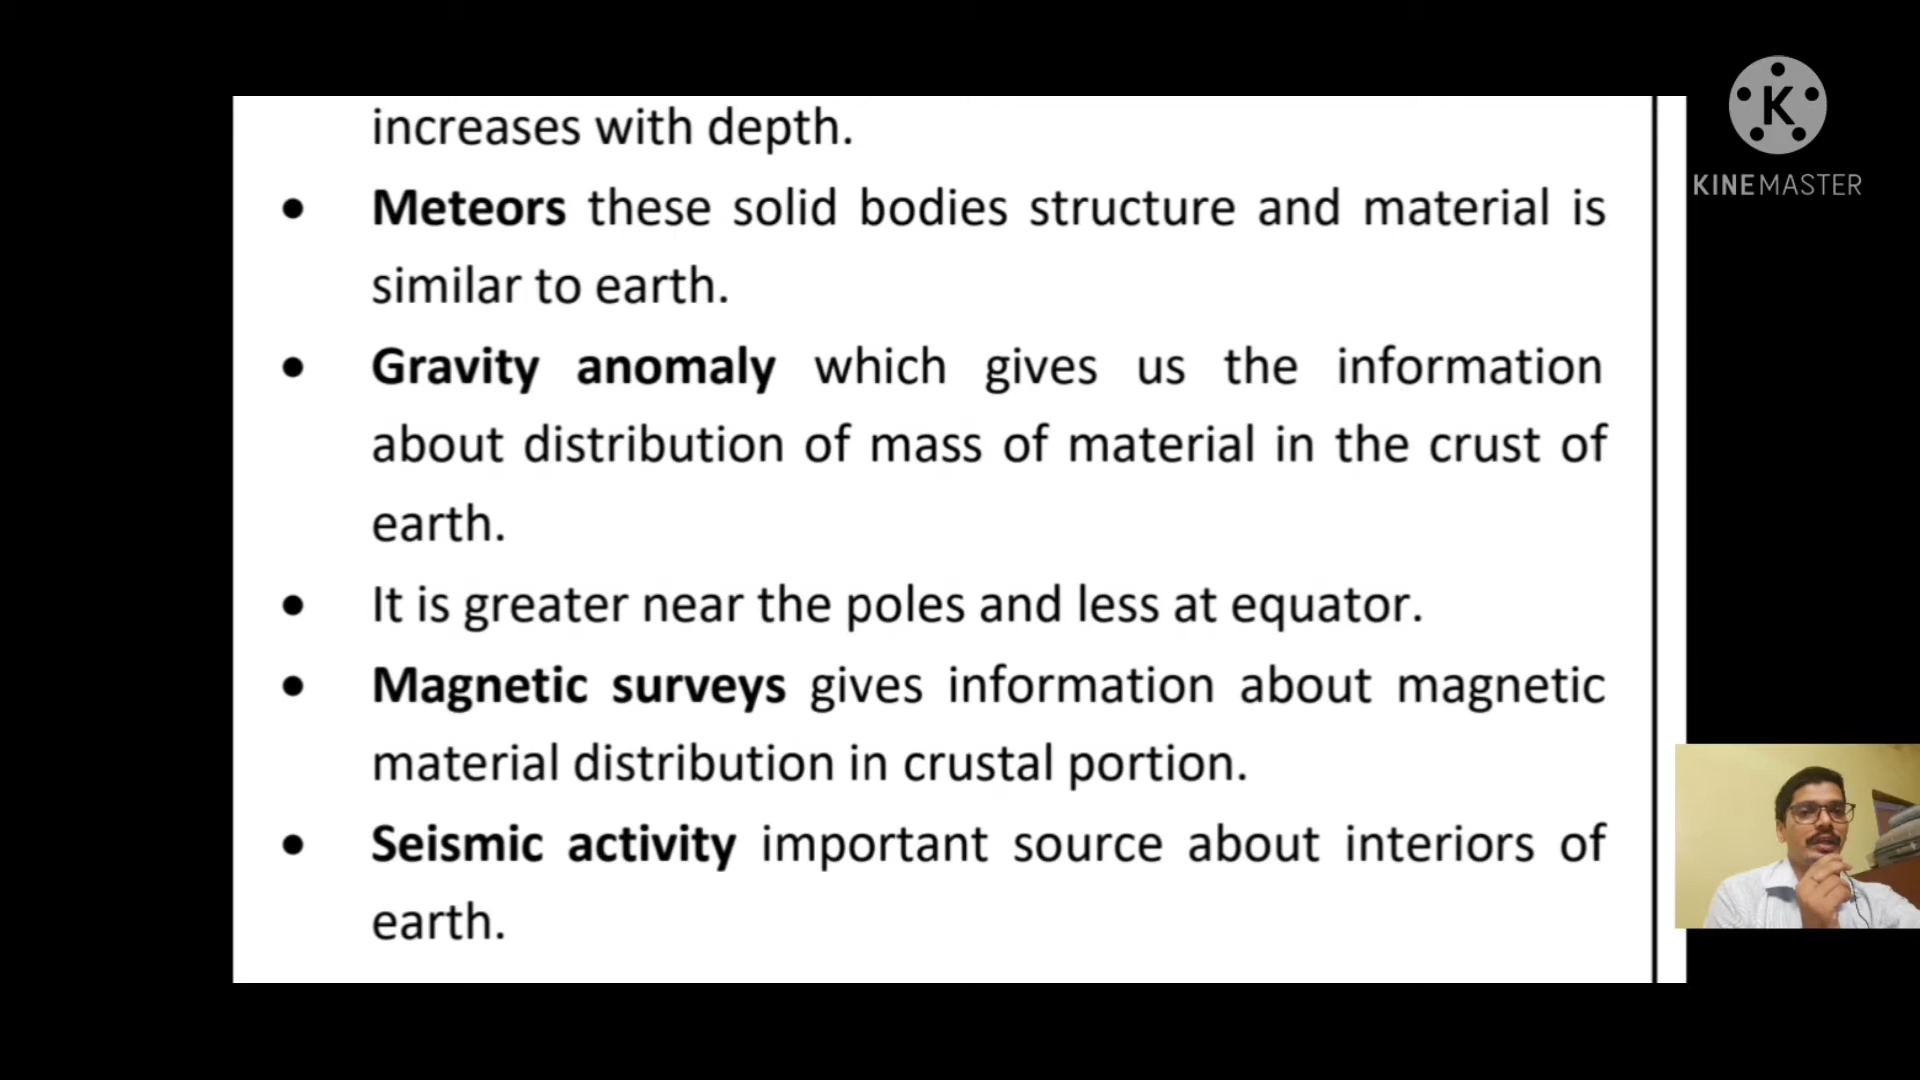 increases with depth.
• Meteors these solid bodies structure and material is
similar to earth.
• Gravity anomaly which gives us the information
about distribution of mass of material in the crust of
earth.
• It is greater near the poles and less at equator.
• Magnetic surveys gives information about magnetic
material distribution in crustal portion.
• Seismic activity important source about interiors of
earth.
K
KINEMASTER